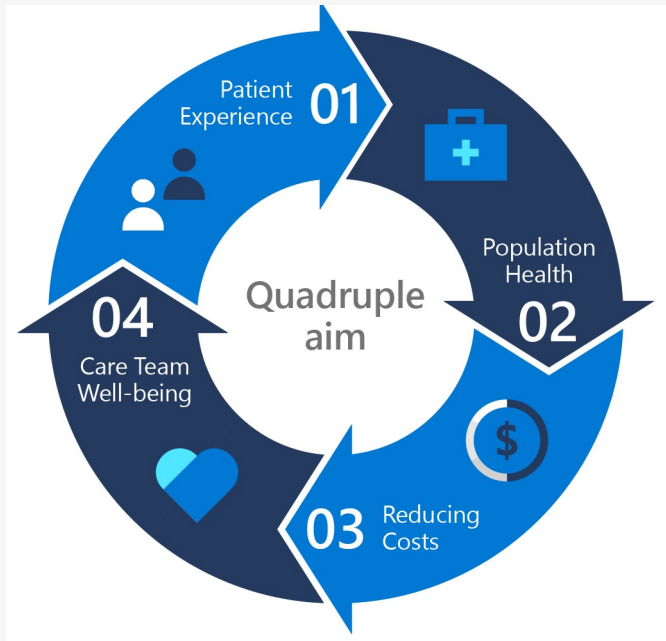 Patient
Experience
01
Population
Health
02
Quadruple
aim
03
Reducing
Costs
04
Care Team
Well-being
$